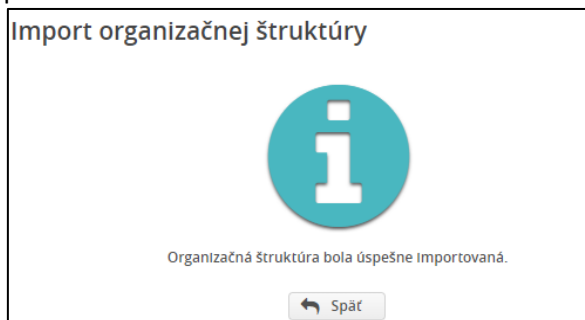 Import organizačnej štruktúry
Organizačná štruktúra bola úspešne importovaná.
Späť